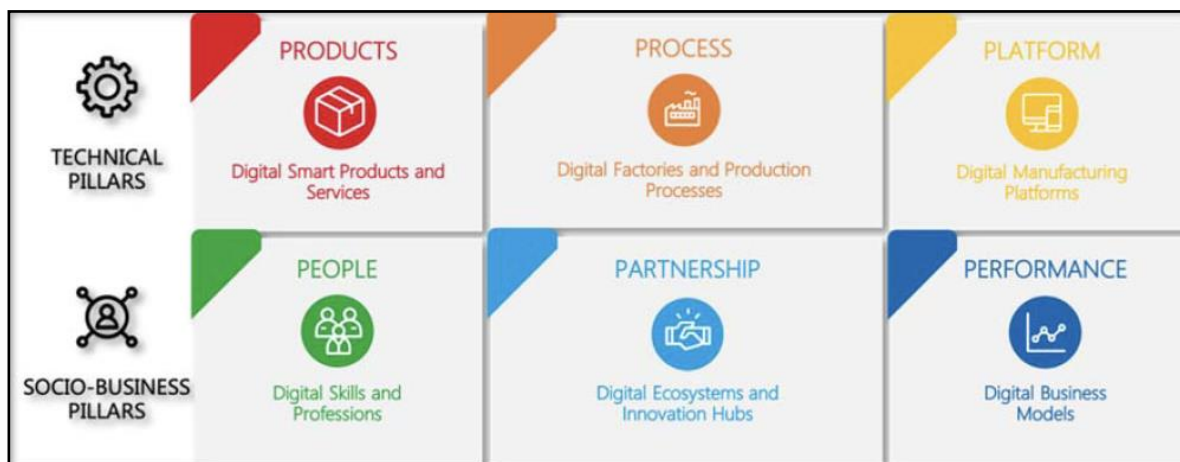 TECHNICAL
PILLARS
PRODUCTS
Digital Smart Products and
Services
PROCESS
Digital Factories and Production
Processes
PLATFORM
Digital Manufacturing
Platforms
SOCIO-BUSINESS
PILLARS
PEOPLE
Digital Skills and
Professions
PARTNERSHIP
Digital Ecosystems and
Innovation Hubs
PERFORMANCE
Digital Business
Models